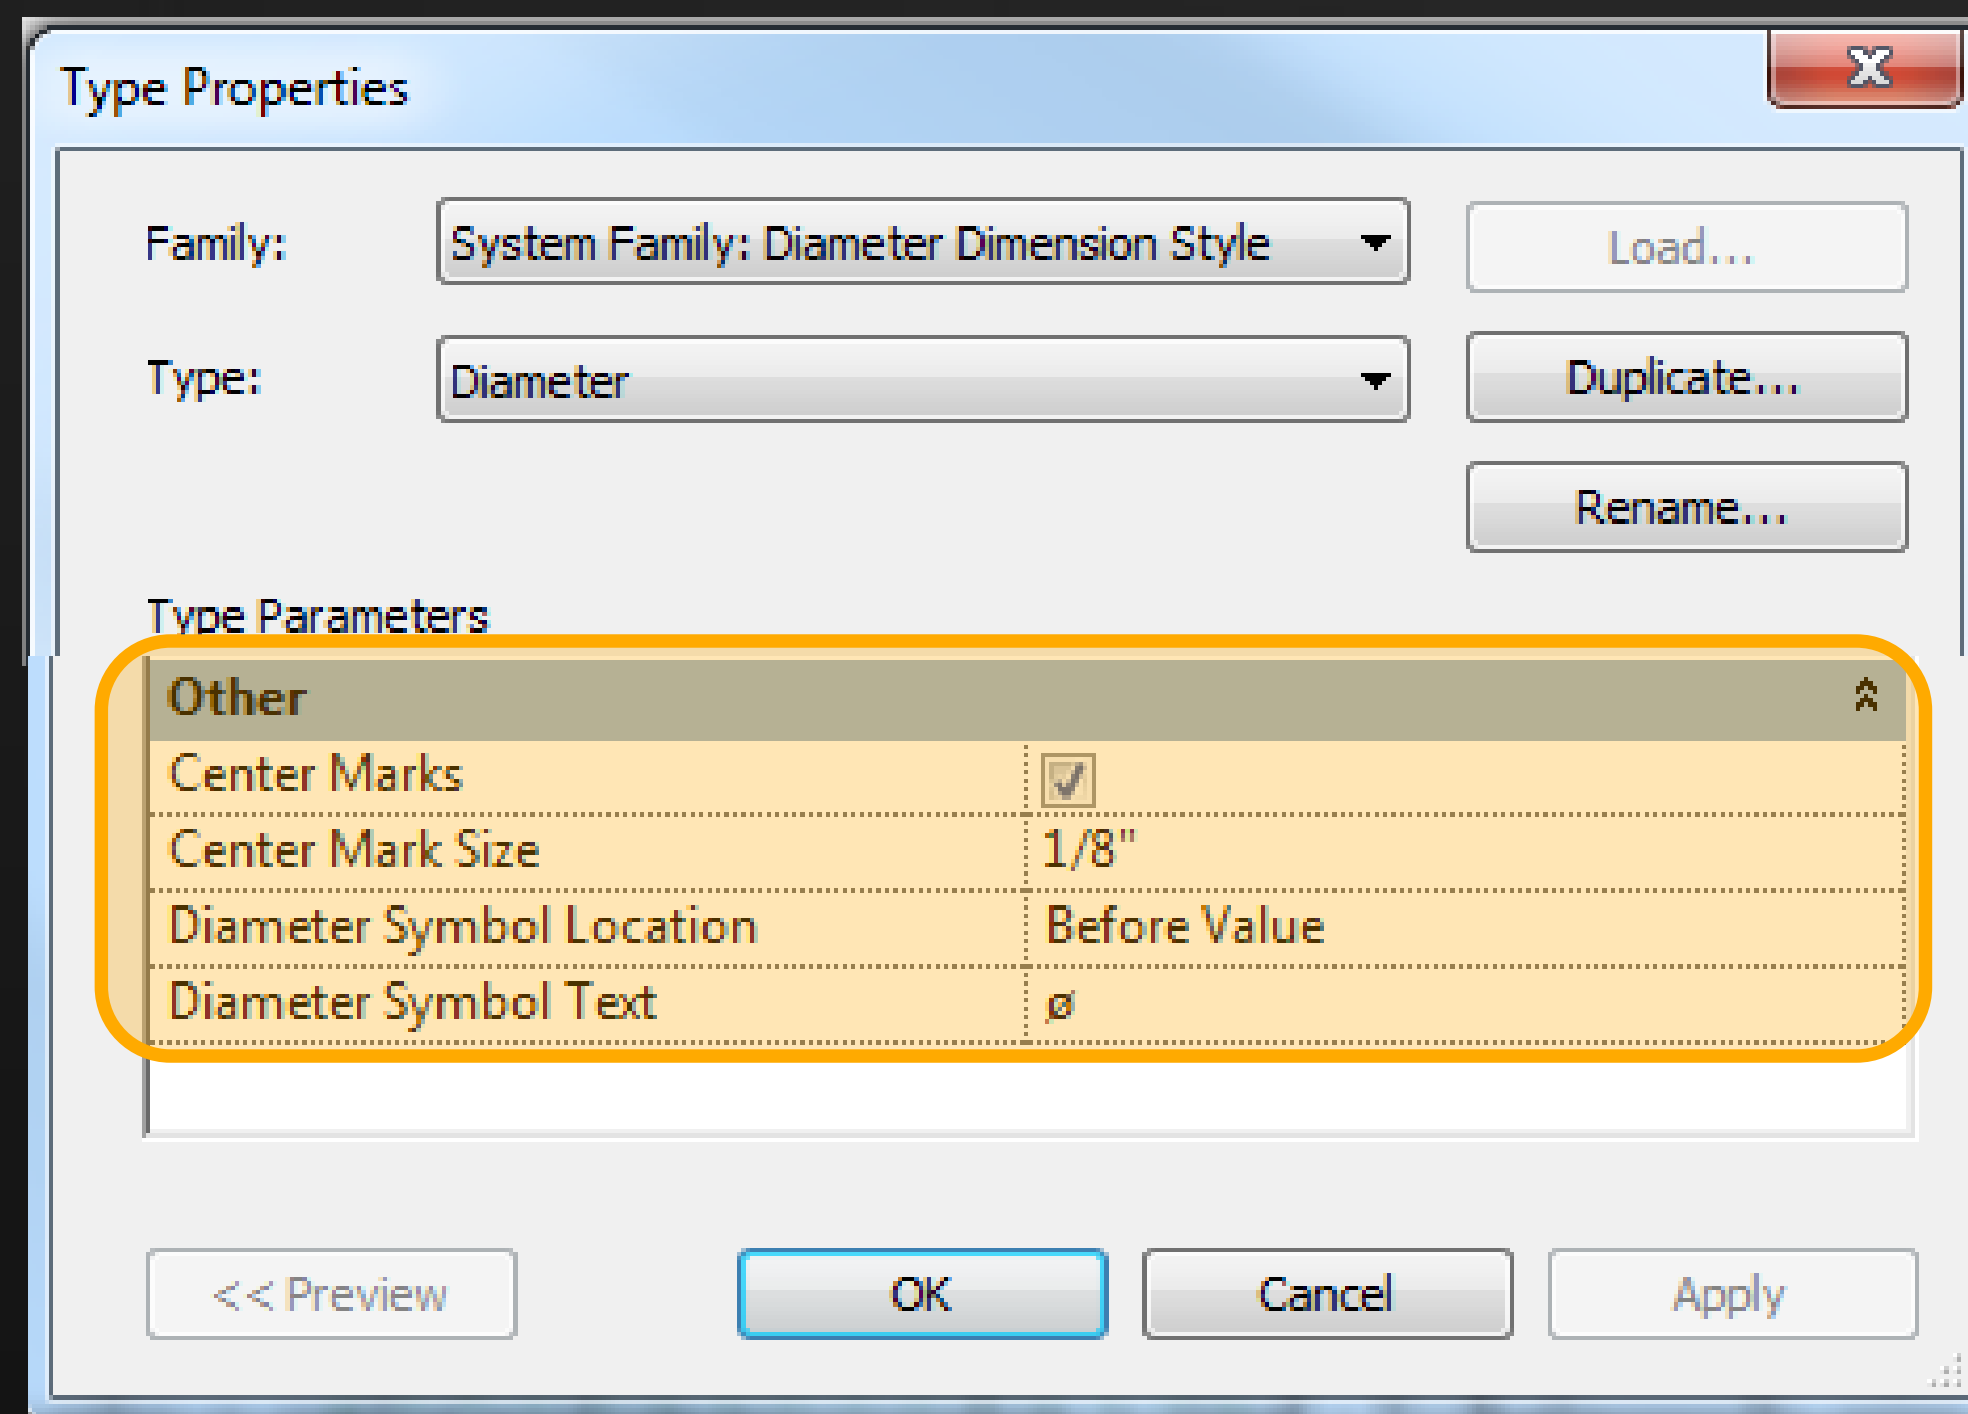 Type Properties
Family: System Family: Diameter Dimension Style Load...
Type: Diameter Duplicate...
Rename...
Type Parameters
Other
Center Marks
Center Mark Size 1/8"
Diameter Symbol Location Before Value
Diameter Symbol Text ø
<< Preview OK Cancel Apply